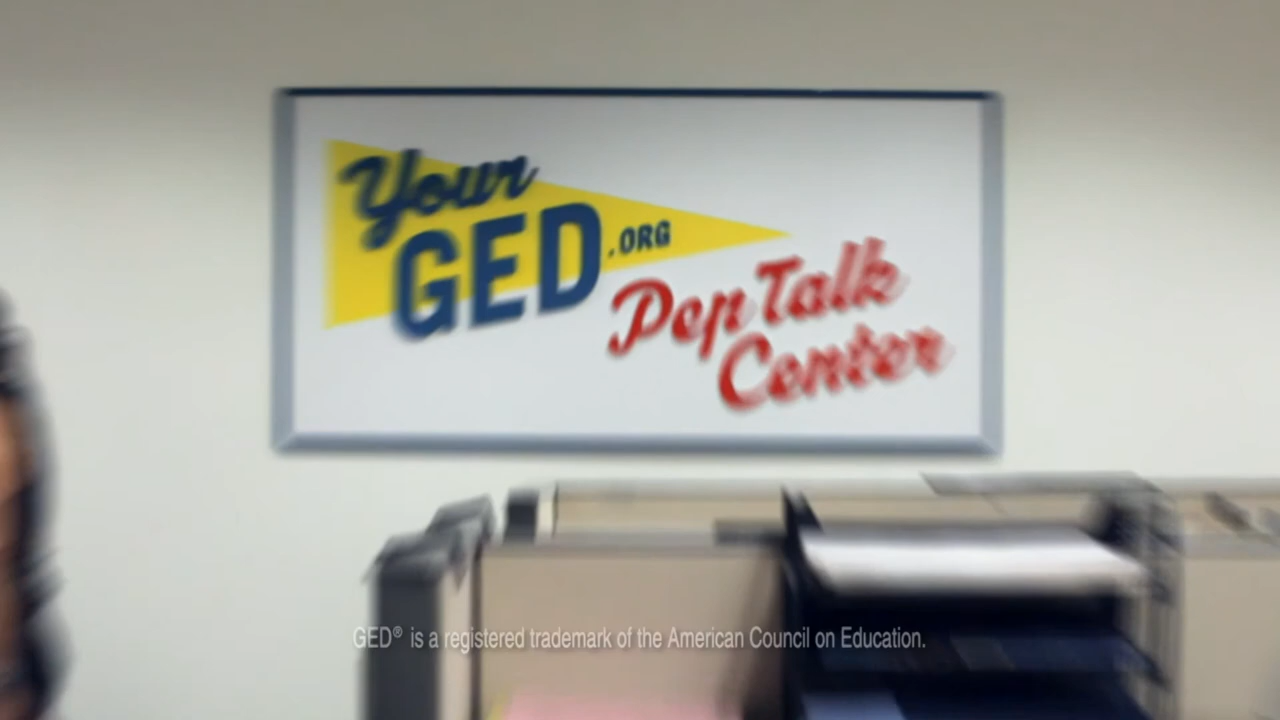 Your
GED.ORG
Pep Talk
Center
GED® is a registered trademark of the American Council on Education.